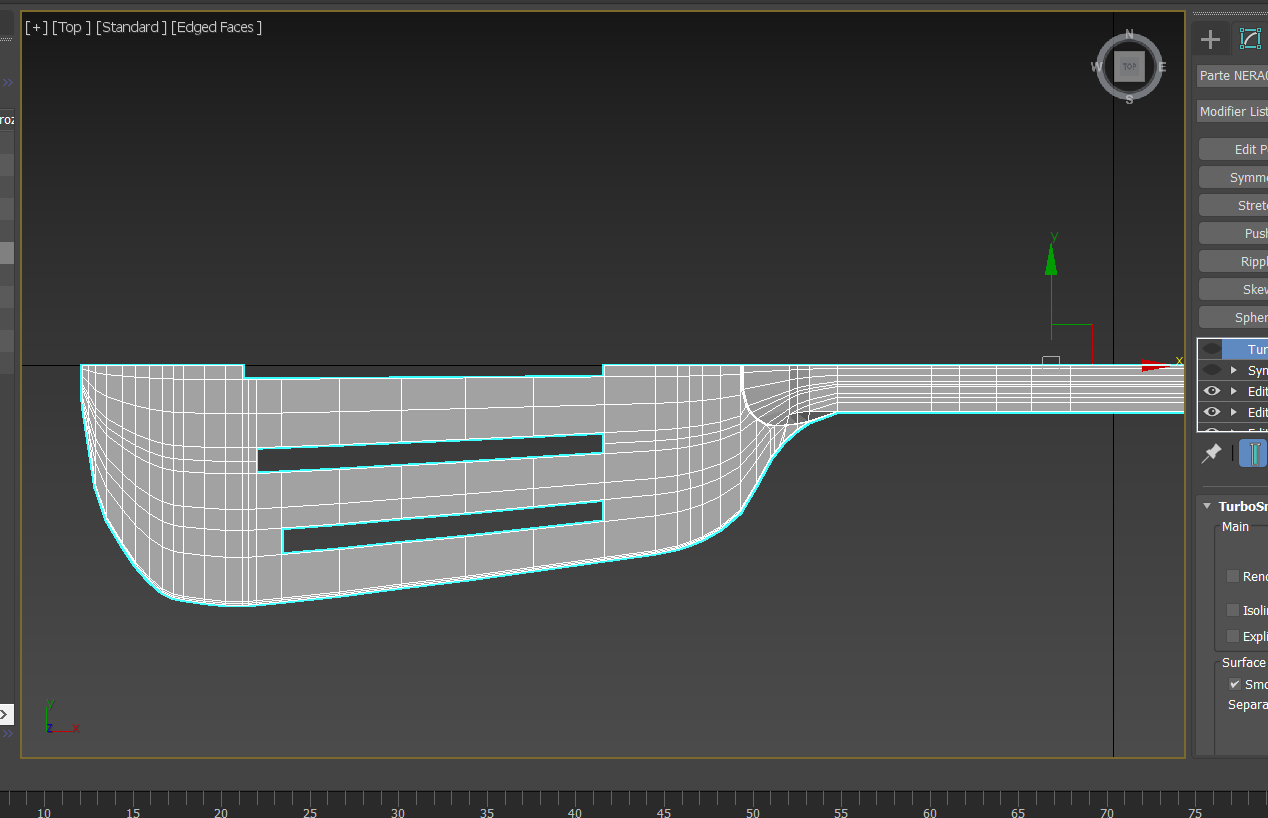 [+] [Top ] [Standard ] [Edged Faces ]
N
W
TOP
E
S
Parte NERA
Modifier List
Edit P
Symme
Stret
Push
Rippl
Skew
Spher
Tur
Sym
Edit
Edit
TurboSm
Main
Rend
Isolin
Expli
Surface
Smo
Separa
roz
y
x
y
z
x
10 15 20 25 30 35 40 45 50 55 60 65 70 75